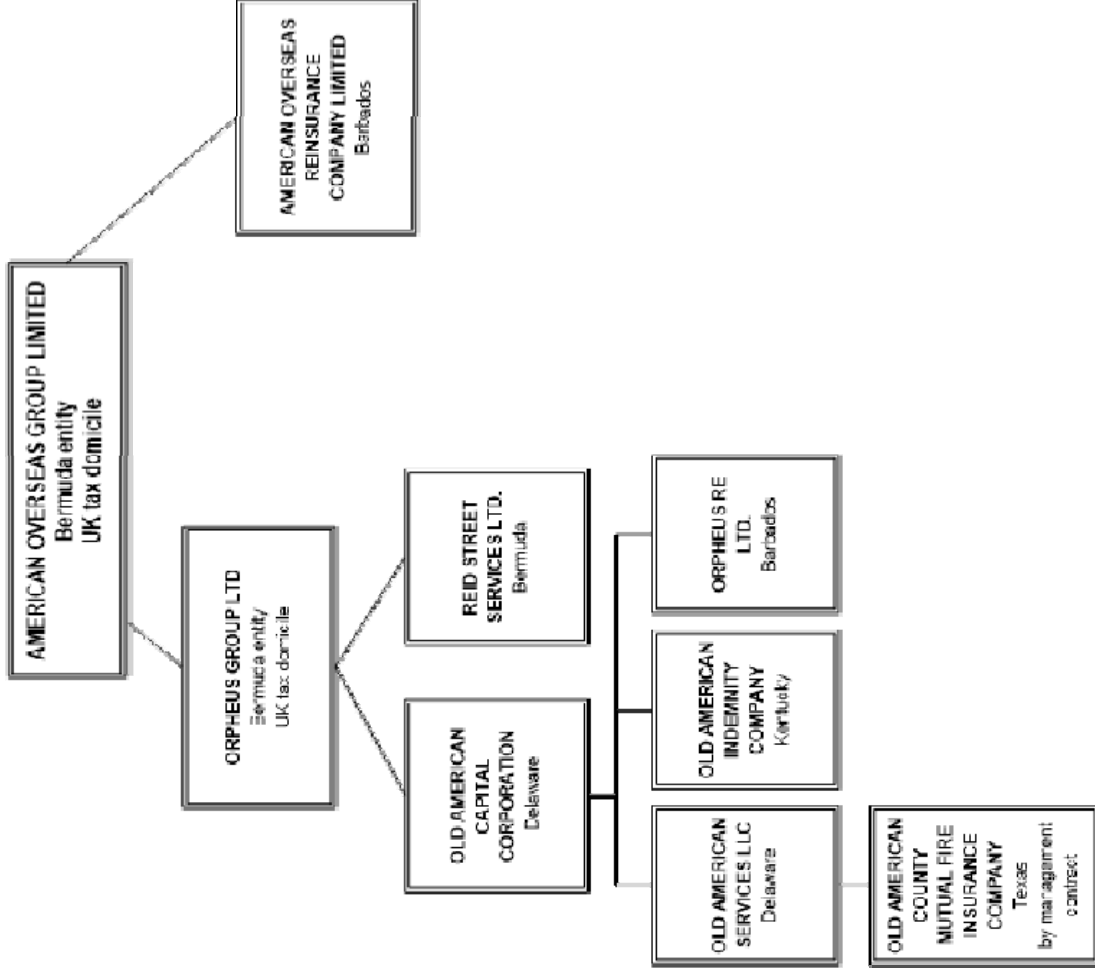 AMERICAN OVERSEAS GROUP LIMITED
Bermuda entity
UK tax domicile
ORPHEUS GROUP LTD
Bermuda entity
UK tax domicile
AMERICAN OVERSEAS
REINSURANCE
COMPANY LIMITED
Barbados
OLD AMERICAN
CAPITAL
CORPORATION
Delaware
REID STREET
SERVICES LTD.
Bermuda
OLD AMERICAN
SERVICES LLC
Delaware
OLD AMERICAN
INDEMNITY
COMPANY
Kentucky
ORPHEUS RE
LTD.
Barbados
OLD AMERICAN
COUNTY
MUTUAL FIRE
INSURANCE
COMPANY
Texas
by management
contract